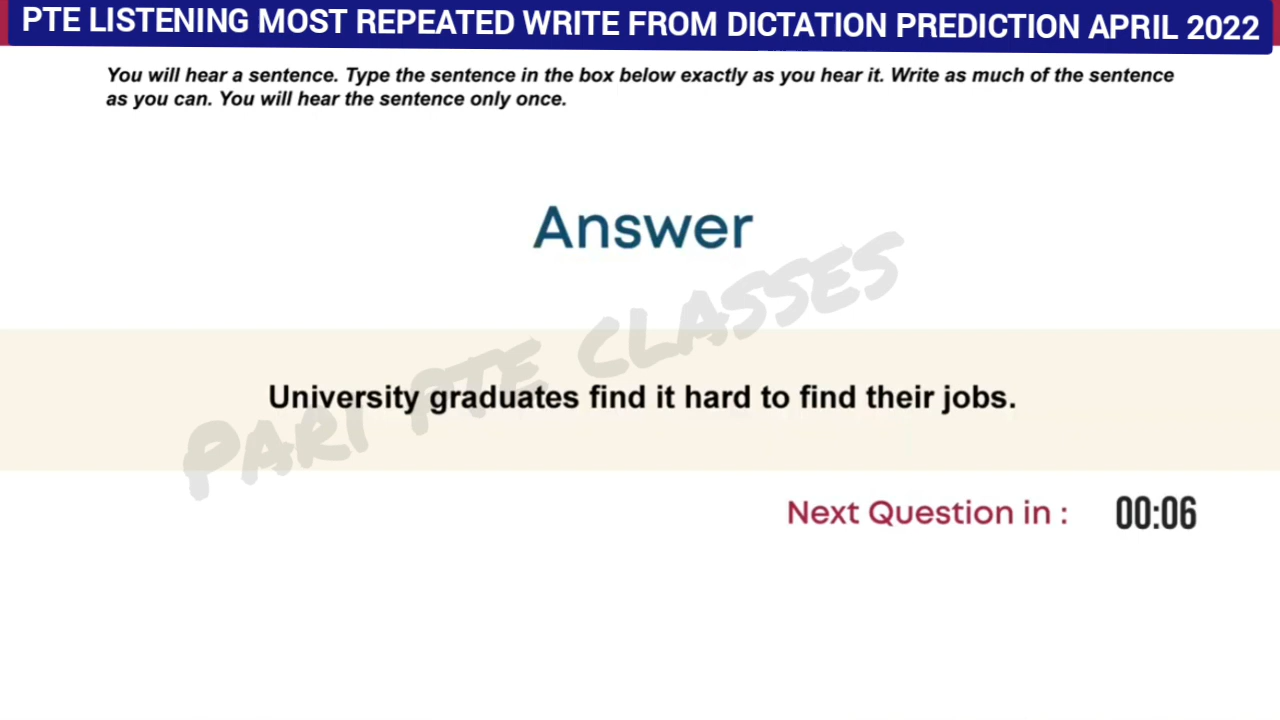 PTE LISTENING MOST REPEATED WRITE FROM DICTATION PREDICTION APRIL 2022
You will hear a sentence. Type the sentence in the box below exactly as you hear it. Write as much of the sentence
as you can. You will hear the sentence only once.
Answer
PARI PTE CLASSES
University graduates find it hard to find their jobs.
Next Question in : 00:06